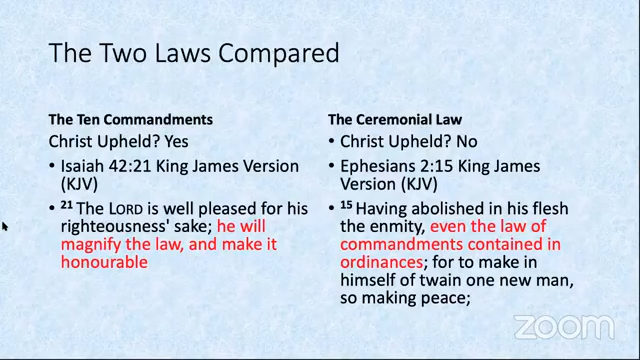 The Two Laws Compared
The Ten Commandments
Christ Upheld? Yes
• Isaiah 42:21 King James Version
(KJV)
• 21 The LORD is well pleased for his
righteousness' sake; he will
magnify the law, and make it
honourable
The Ceremonial Law
• Christ Upheld? No
• Ephesians 2:15 King James
Version (KJV)
• 15 Having abolished in his flesh
the enmity, even the law of
commandments contained in
ordinances; for to make in
himself of twain one new man,
so making peace;
zoom